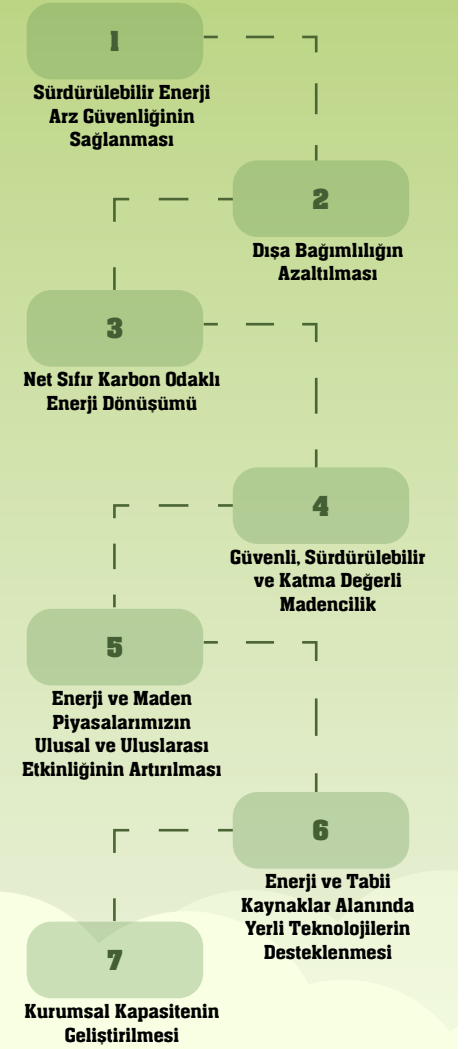 1
Sürdürülebilir Enerji
Arz Güvenliğinin
Sağlanması
2
Dışa Bağımlılığın
Azaltılması
3
Net Sıfır Karbon Odaklı
Enerji Dönüşümü
4
Güvenli, Sürdürülebilir
ve Katma Değerli
Madencilik
5
Enerji ve Maden
Piyasalarımızın
Ulusal ve Uluslarası
Etkinliğinin Artırılması
6
Enerji ve Tabii
Kaynaklar Alanında
Yerli Teknolojilerin
Desteklenmesi
7
Kurumsal Kapasitenin
Geliştirilmesi